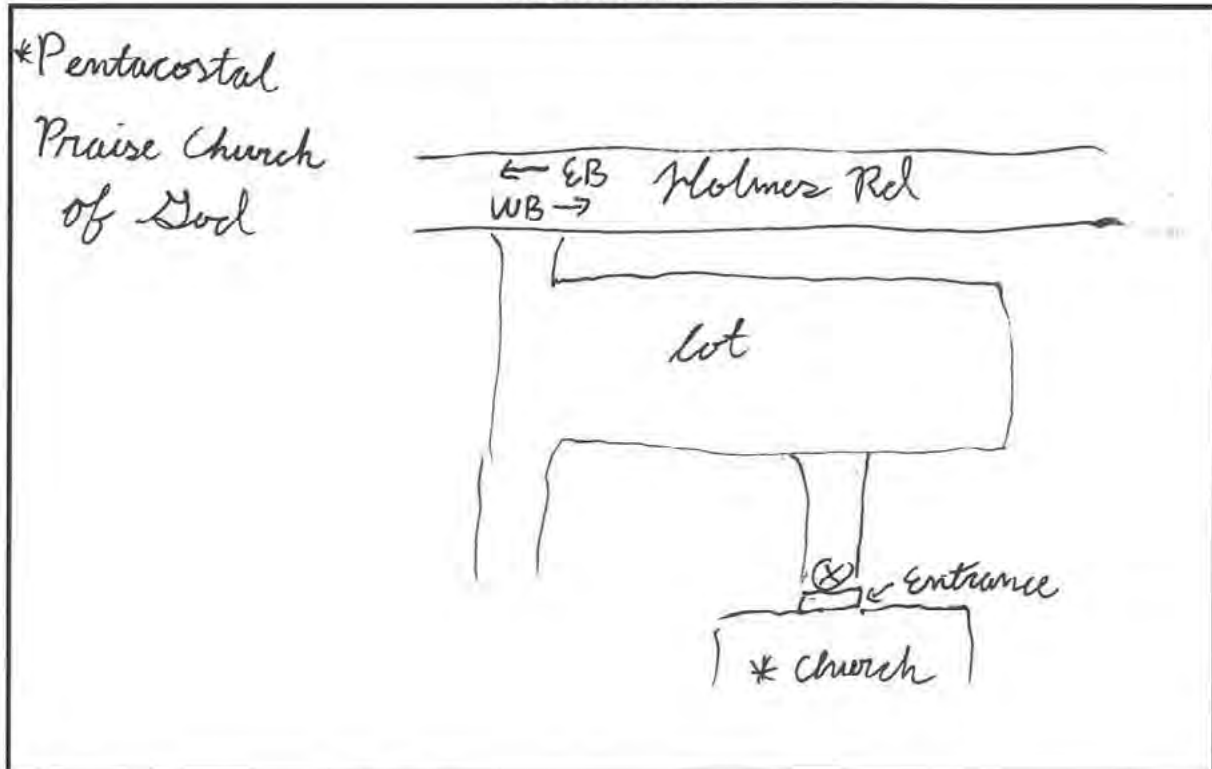 *Pentacostal
Praise Church
of God
← EB Holmes Rd
WB →
lot
ⓧ
← Entrance
* Church